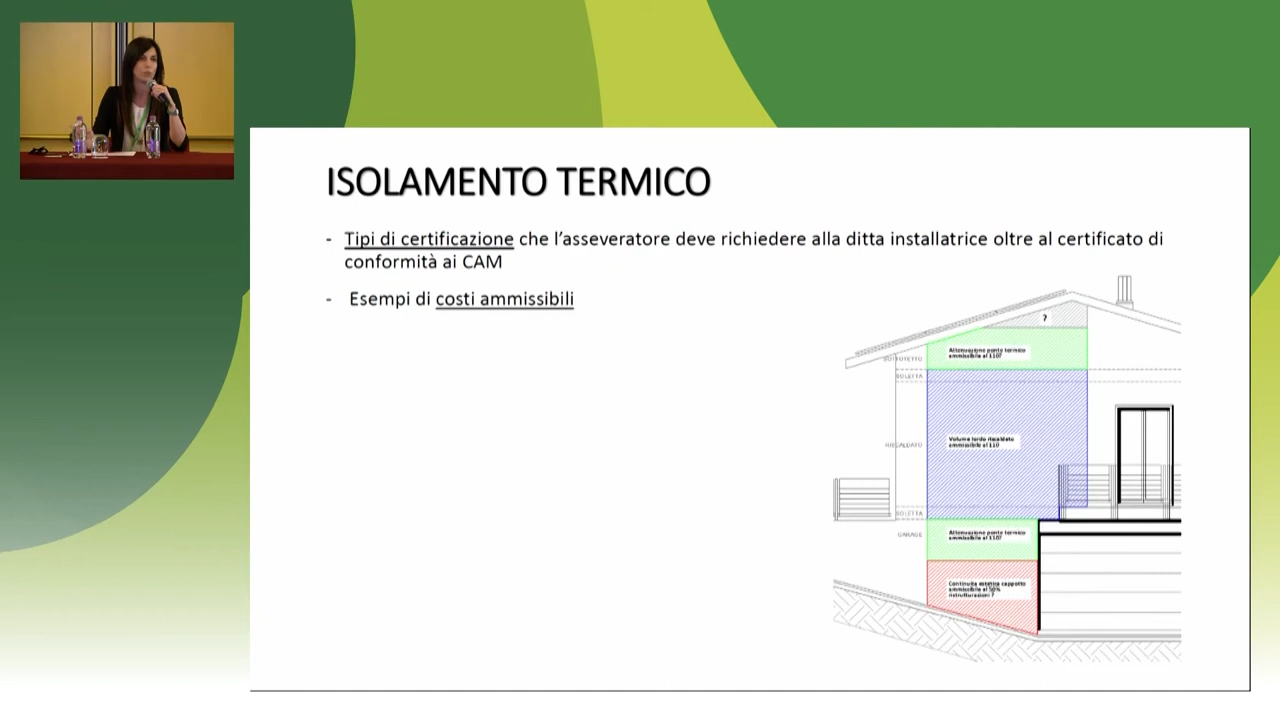 ISOLAMENTO TERMICO
- Tipi di certificazione che l’asseveratore deve richiedere alla ditta installatrice oltre al certificato di
conformità ai CAM
- Esempi di costi ammissibili
?
Attenuazione ponte termico
ammissibile al 110?
SOTTOTETTO
SOLETTA
Volume lordo riscaldato
ammissibile al 110
RISCALDATO
SOLETTA
GARAGE
Attenuazione ponte termico
ammissibile al 110?
Continuità estetica cappotto
ammissibile al 50%
ristrutturazioni ?